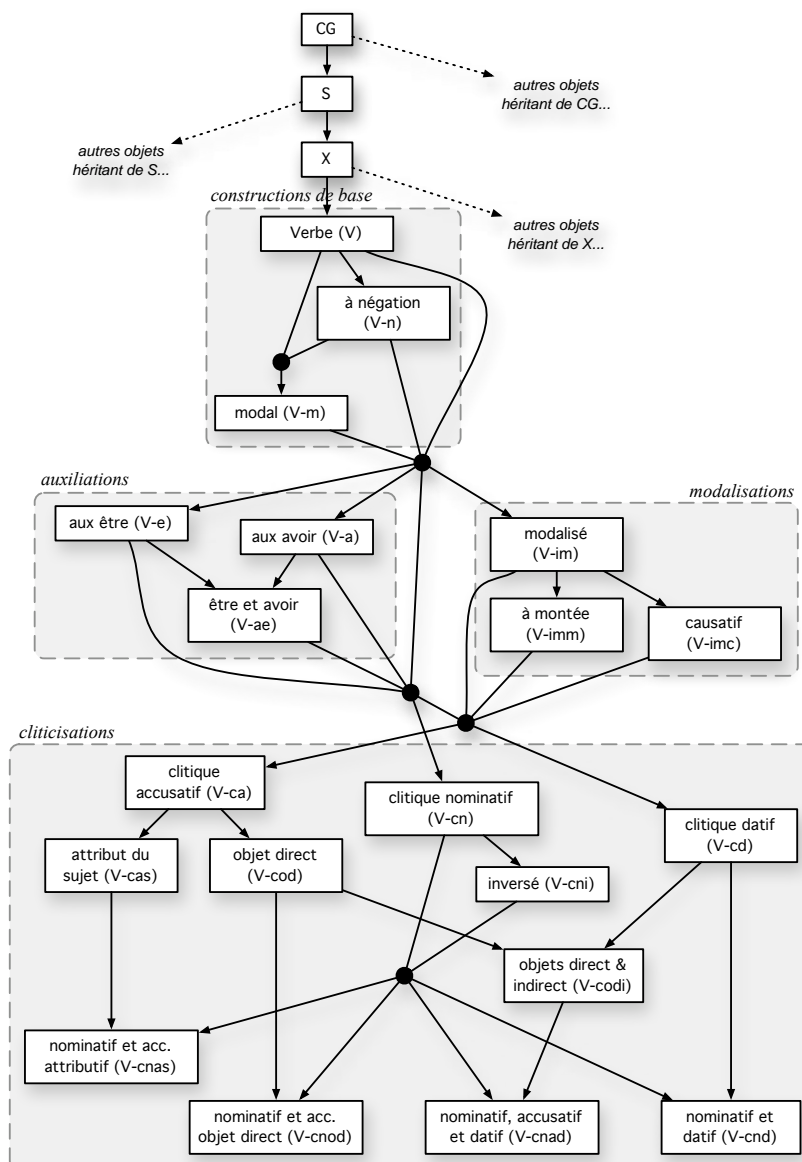 CG
autres objets
héritant de CG...
S
autres objets
héritant de S...
X
constructions de base
autres objets
héritant de X...
Verbe (V)
à négation
(V-n)
modal (V-m)
auxiliations
modalisations
aux être (V-e)
aux avoir (V-a)
modalisé
(V-im)
être et avoir
(V-ae)
à montée
(V-imm)
causatif
(V-imc)
cliticisations
clitique
accusatif (V-ca)
clitique nominatif
(V-cn)
clitique datif
(V-cd)
attribut du
sujet (V-cas)
objet direct
(V-cod)
inversé (V-cni)
objets direct &
indirect (V-codi)
nominatif et acc.
attributif (V-cnas)
nominatif et acc.
objet direct (V-cnod)
nominatif, accusatif
et datif (V-cnad)
nominatif et
datif (V-cnd)